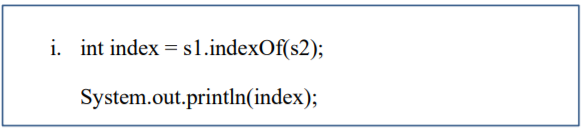 i. int index = s1.indexOf(s2);
System.out.println(index);